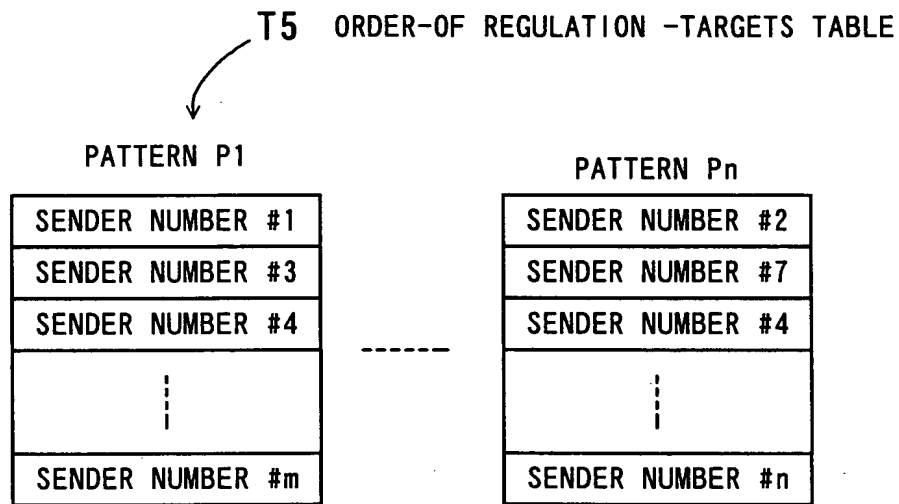 T5 ORDER-OF REGULATION -TARGETS TABLE
PATTERN P1
SENDER NUMBER #1
SENDER NUMBER #3
SENDER NUMBER #4
SENDER NUMBER #m
PATTERN Pn
SENDER NUMBER #2
SENDER NUMBER #7
SENDER NUMBER #4
SENDER NUMBER #n